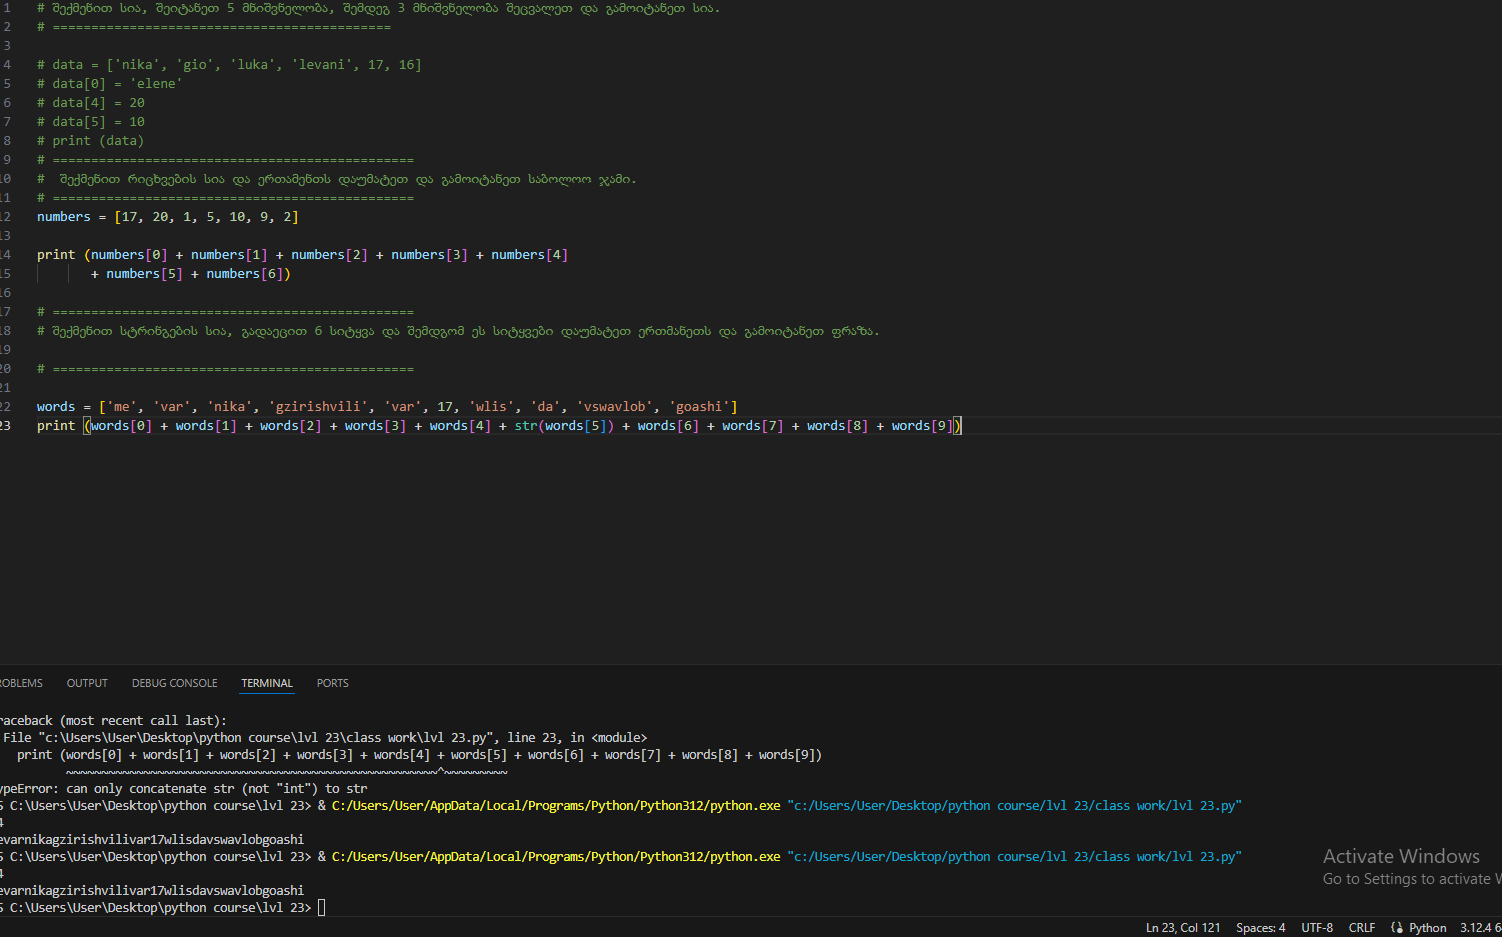 1 # შექმენით სია, შეიტანეთ 5 მნიშვნელობა, შემდეგ 3 მნიშვნელობა შეცვალეთ და გამოიტანეთ სია.
2 # ============================================
3
4 # data = ['nika', 'gio', 'luka', 'levani', 17, 16]
5 # data[0] = 'elene'
6 # data[4] = 20
7 # data[5] = 10
8 # print (data)
9 # ===============================================
10 #  შექმენით რიცხვების სია და ერთამენთს დაუმატეთ და გამოიტანეთ საბოლოო ჯამი.
11 # ===============================================
12 numbers = [17, 20, 1, 5, 10, 9, 2]
13
14 print (numbers[0] + numbers[1] + numbers[2] + numbers[3] + numbers[4]
15        + numbers[5] + numbers[6])
16
17 # ===============================================
18 # შექმენით სტრინგების სია, გადაეცით 6 სიტყვა და შემდგომ ეს სიტყვები დაუმატეთ ერთმანეთს და გამოიტანეთ ფრაზა.
19
20 # ===============================================
21
22 words = ['me', 'var', 'nika', 'gzirishvili', 'var', 17, 'wlis', 'da', 'vswavlob', 'goashi']
23 print (words[0] + words[1] + words[2] + words[3] + words[4] + str(words[5]) + words[6] + words[7] + words[8] + words[9])
ROBLEMS OUTPUT DEBUG CONSOLE TERMINAL PORTS
raceback (most recent call last):
File "c:\Users\User\Desktop\python course\lvl 23\class work\lvl 23.py", line 23, in <module>
print (words[0] + words[1] + words[2] + words[3] + words[4] + words[5] + words[6] + words[7] + words[8] + words[9])
~~~~~~~~~~~~~~~~~~~~~~~~~~~~~~~~~~~~~~~~~~~~~~~~~~~~~^~~~~~~~~~
ypeError: can only concatenate str (not "int") to str
S C:\Users\User\Desktop\python course\lvl 23> & C:/Users/User/AppData/Local/Programs/Python/Python312/python.exe "c:/Users/User/Desktop/python course/lvl 23/class work/lvl 23.py"
4
evarnikagzirishvilivar17wlisdavswavlobgoashi
S C:\Users\User\Desktop\python course\lvl 23> & C:/Users/User/AppData/Local/Programs/Python/Python312/python.exe "c:/Users/User/Desktop/python course/lvl 23/class work/lvl 23.py"
4
evarnikagzirishvilivar17wlisdavswavlobgoashi
S C:\Users\User\Desktop\python course\lvl 23>
Activate Windows
Go to Settings to activate W
Ln 23, Col 121 Spaces: 4 UTF-8 CRLF Python 3.12.4 6